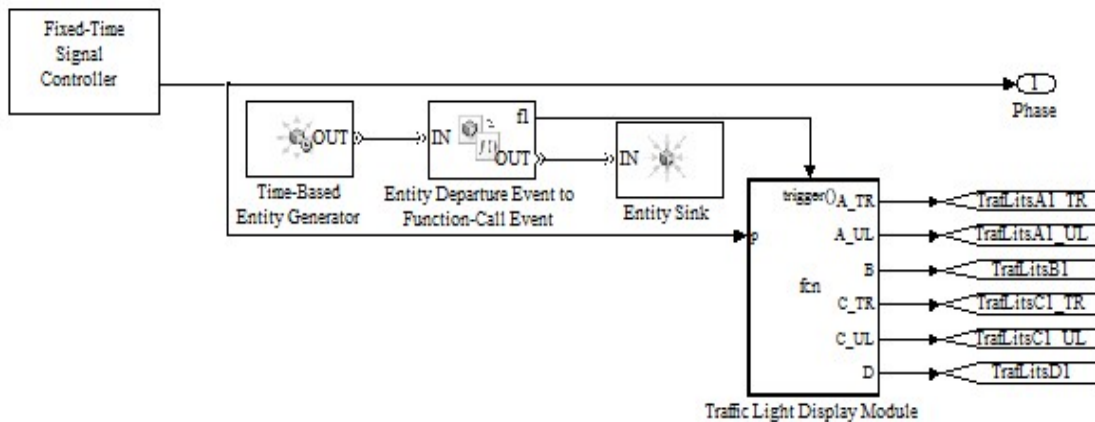 Fixed-Time
Signal
Controller
1
Phase
OUT
IN
f1
OUT
IN
Time-Based
Entity Generator
Entity Departure Event to
Function-Call Event
Entity Sink
trigger()
A_TR
TrafLitsA1_TR
p
A_UL
TrafLitsA1_UL
B
TrafLitsB1
fcn
C_TR
TrafLitsC1_TR
C_UL
TrafLitsC1_UL
D
TrafLitsD1
Traffic Light Display Module